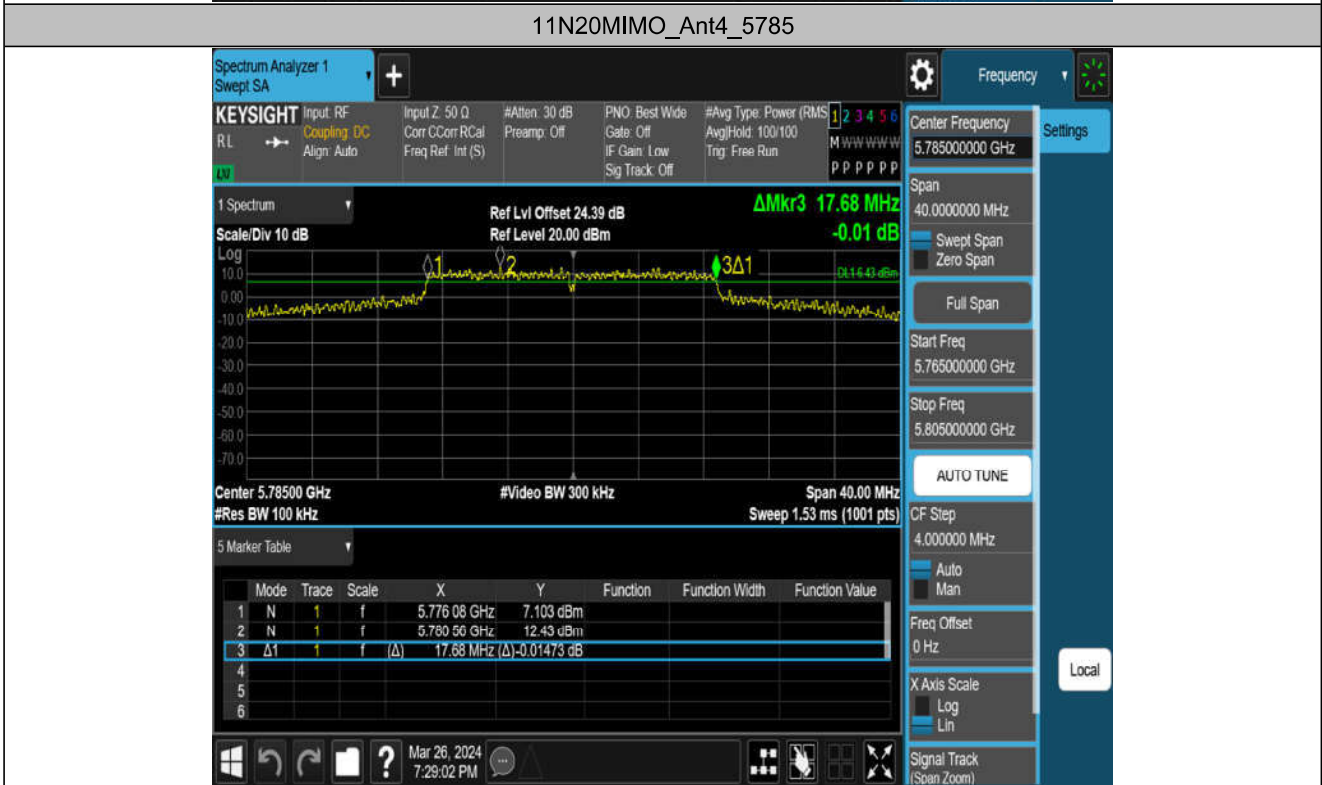 11N20MIMO_Ant4_5785
Spectrum Analyzer 1
Swept SA
+
Frequency
KEYSIGHT
RL
Input: RF
Coupling: DC
Align: Auto
Input Z: 50 Ω
Corr CCorr RCal
Freq Ref: Int (S)
#Atten: 30 dB
Preamp: Off
PNO: Best Wide
Gate: Off
IF Gain: Low
Sig Track: Off
#Avg Type: Power (RMS
Avg|Hold: 100/100
Trig: Free Run
1 2 3 4 5 6
M W W W W W
P P P P P P
1 Spectrum
Scale/Div 10 dB
Ref Lvl Offset 24.39 dB
Ref Level 20.00 dBm
ΔMkr3 17.68 MHz
-0.01 dB
Log
10.0
0.00
-10.0
-20.0
-30.0
-40.0
-50.0
-60.0
-70.0
1
2
3Δ1
DL1 6.43 dBm
Center 5.78500 GHz
#Video BW 300 kHz
Span 40.00 MHz
#Res BW 100 kHz
Sweep 1.53 ms (1001 pts)
5 Marker Table
Mode Trace Scale X Y Function Function Width Function Value
1 N 1 f 5.776 08 GHz 7.103 dBm
2 N 1 f 5.780 56 GHz 12.43 dBm
3 Δ1 1 f (Δ) 17.68 MHz (Δ) -0.01473 dB
4
5
6
Mar 26, 2024
7:29:02 PM
?
Center Frequency
5.785000000 GHz
Settings
Span
40.0000000 MHz
Swept Span
Zero Span
Full Span
Start Freq
5.765000000 GHz
Stop Freq
5.805000000 GHz
AUTO TUNE
CF Step
4.000000 MHz
Auto
Man
Freq Offset
0 Hz
Local
X Axis Scale
Log
Lin
Signal Track
(Span Zoom)